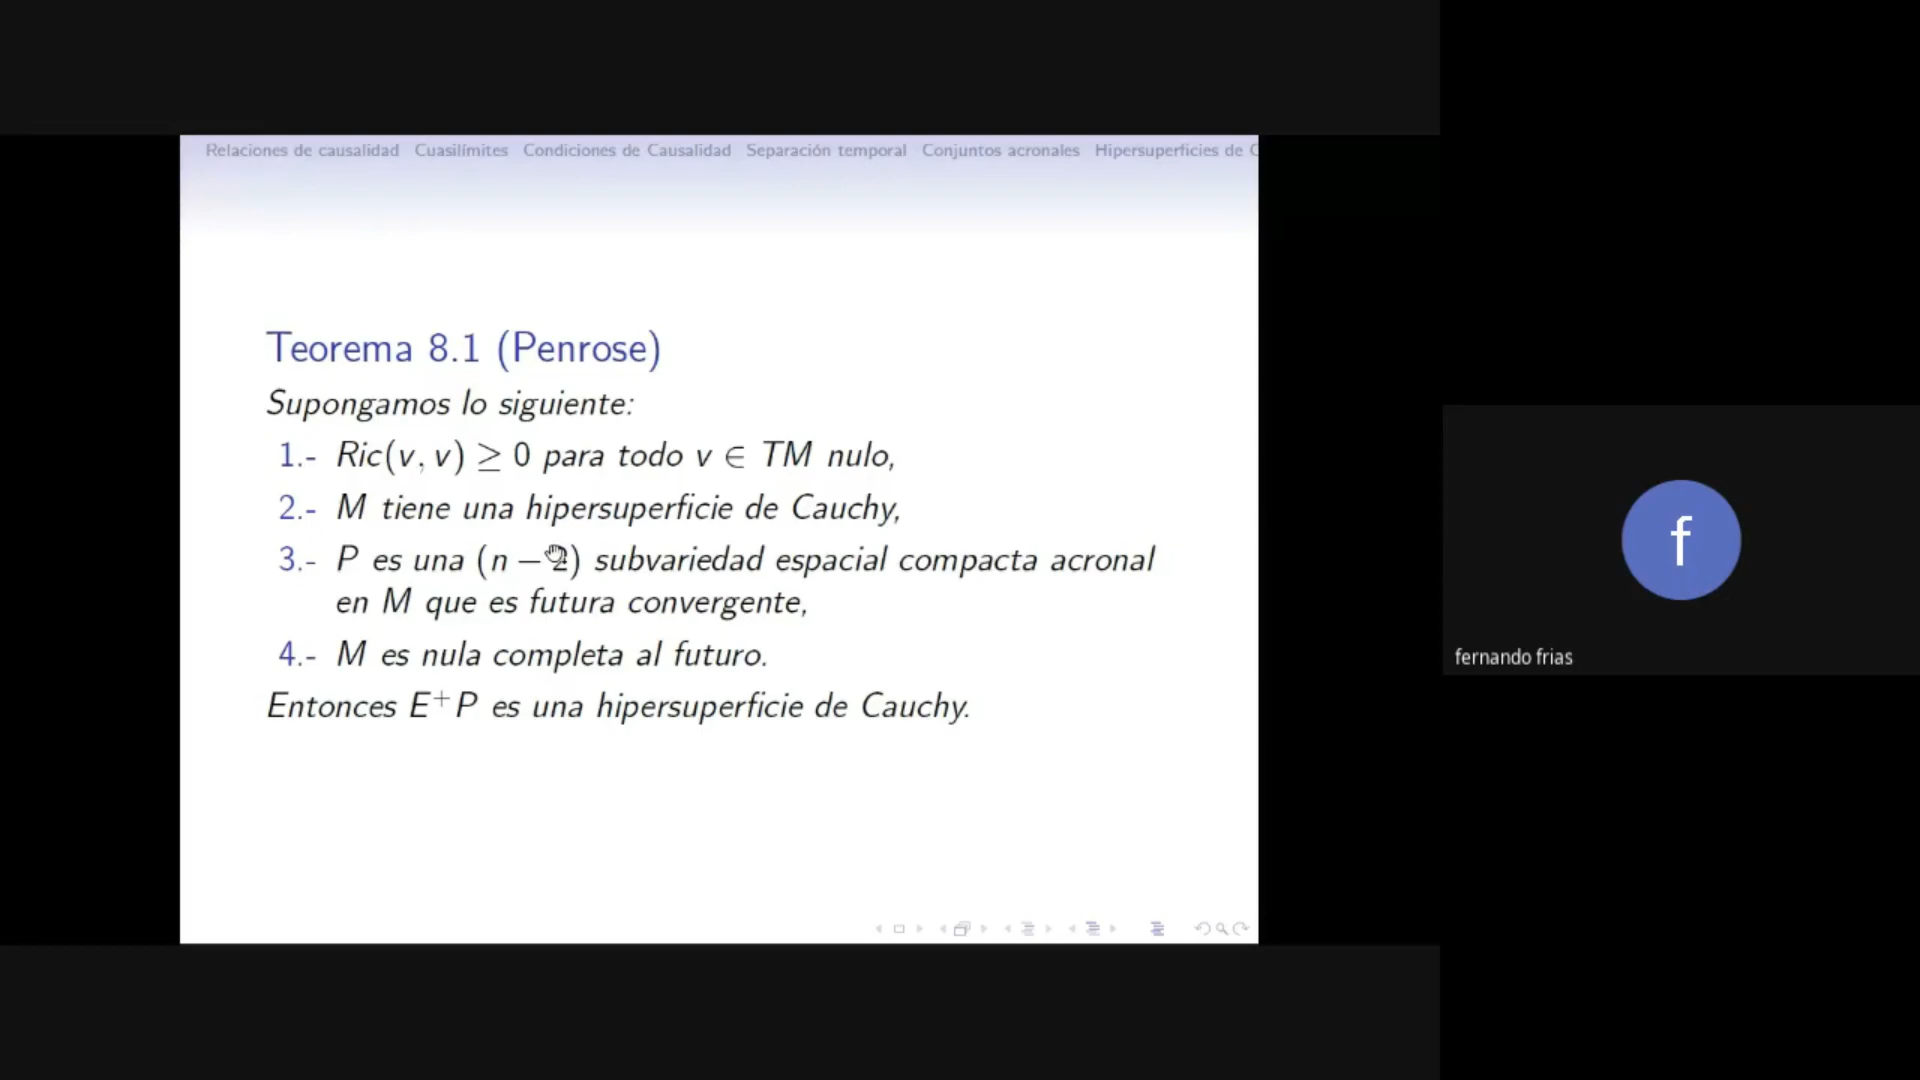 Relaciones de causalidad Cuasilímites Condiciones de Causalidad Separación temporal Conjuntos acronales Hipersuperficies de C
Teorema 8.1 (Penrose)
Supongamos lo siguiente:
1.- Ric(v, v) ≥ 0 para todo v ∈ TM nulo,
2.- M tiene una hipersuperficie de Cauchy,
3.- P es una (n − 2) subvariedad espacial compacta acronal
en M que es futura convergente,
4.- M es nula completa al futuro.
Entonces E⁺P es una hipersuperficie de Cauchy.
f
fernando frias